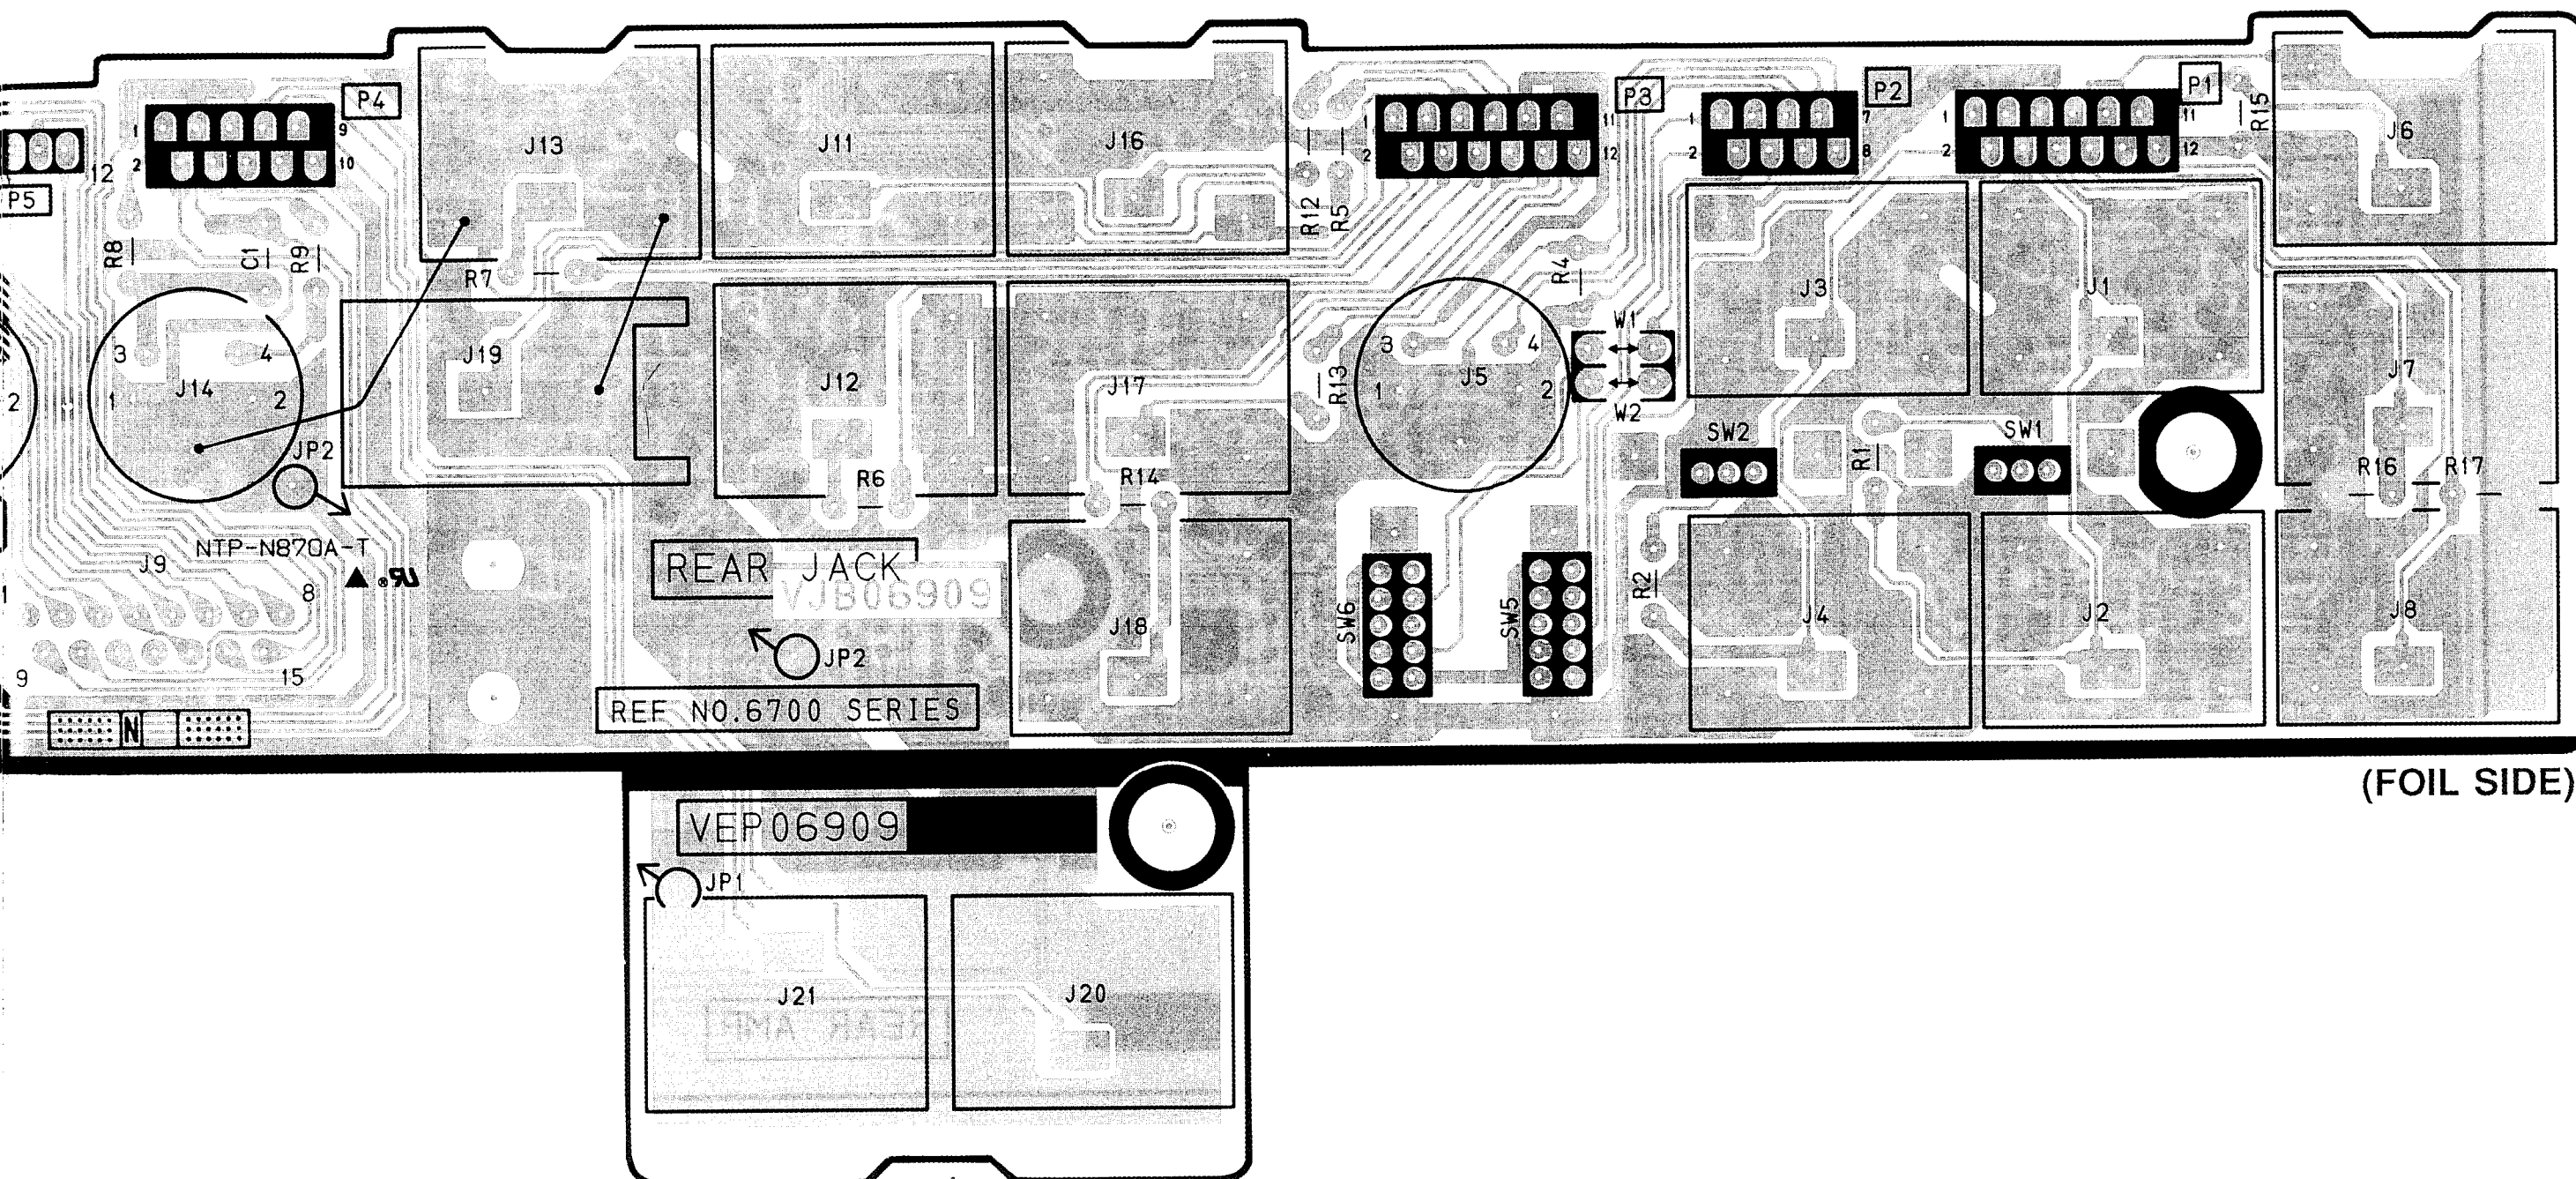 P4
P3
P2
P1
1
9
2
10
12
P5
J13
J11
J16
1
11
2
12
1
7
2
8
1
11
2
12
R15
J6
R8
C1
R9
R7
R12
R5
R4
J3
J1
3
4
J14
1
2
2
J19
J12
J17
R13
3
4
J5
1
2
W1
W2
J7
JP2
R6
R14
SW2
R1
SW1
R16
R17
NTP-N870A-T
J9
1
8
9
15
REAR JACK
VJB06909
J18
SW6
SW5
R2
J4
J2
J8
JP2
REF NO.6700 SERIES
N
(FOIL SIDE)
VEP06909
JP1
J21
J20
REAR AMP